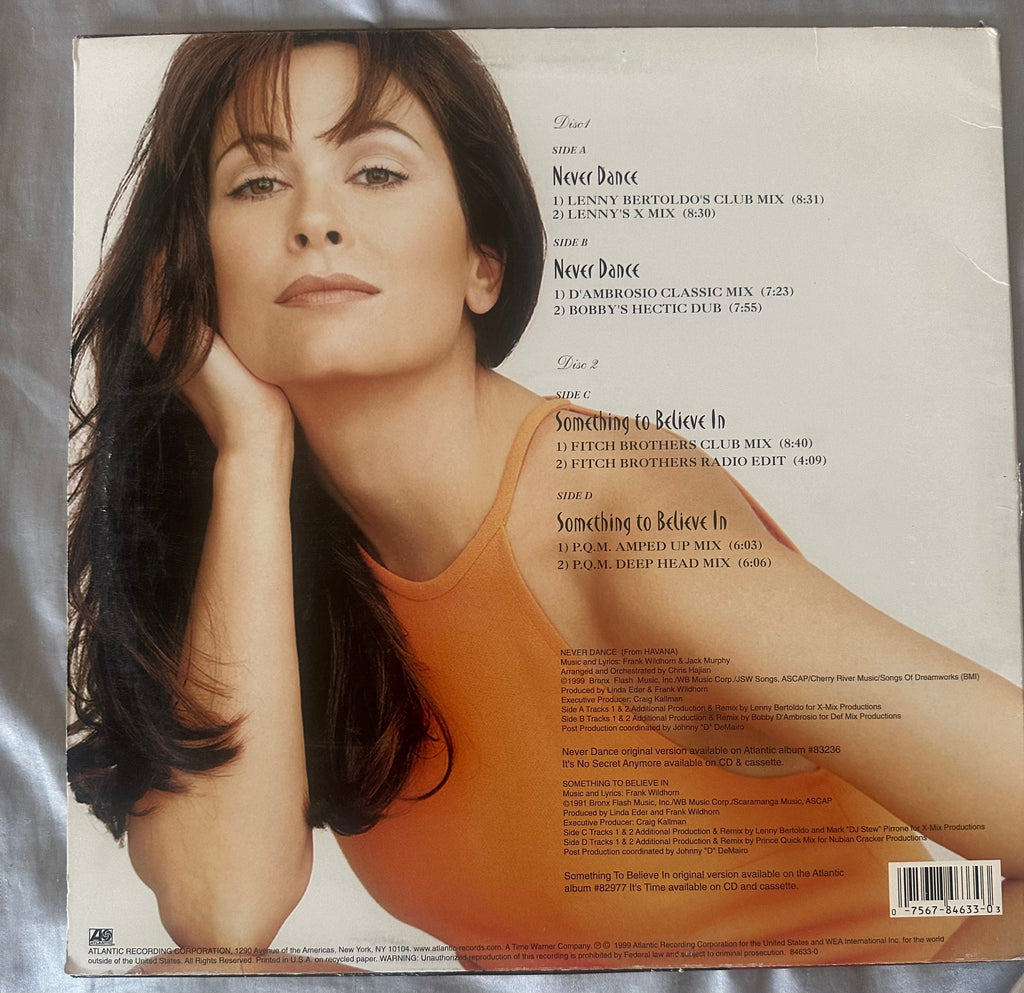 Disc1
SIDE A
Never Dance
1) LENNY BERTOLDO'S CLUB MIX (8:31)
2) LENNY'S X MIX (8:30)
SIDE B
Never Dance
1) D'AMBROSIO CLASSIC MIX (7:23)
2) BOBBY'S HECTIC DUB (7:55)
Disc 2
SIDE C
Something to Believe In
1) FITCH BROTHERS CLUB MIX (8:40)
2) FITCH BROTHERS RADIO EDIT (4:09)
SIDE D
Something to Believe In
1) P.Q.M. AMPED UP MIX (6:03)
2) P.Q.M. DEEP HEAD MIX (6:06)
NEVER DANCE (From HAVANA)
Music and Lyrics: Frank Wildhorn & Jack Murphy
Arranged and Orchestrated by Chris Hajian
©1999 Bronx Flash Music, Inc./WB Music Corp./JSW Songs, ASCAP/Cherry River Music/Songs Of Dreamworks (BMI)
Produced by Linda Eder & Frank Wildhorn
Executive Producer: Craig Kallman
Side A Tracks 1 & 2 Additional Production & Remix by Lenny Bertoldo for X-Mix Productions
Side B Tracks 1 & 2 Additional Production & Remix by Bobby D'Ambrosio for Def Mix Productions
Post Production coordinated by Johnny "D" DeMairo
Never Dance original version available on Atlantic album #83236
It's No Secret Anymore available on CD & cassette.
SOMETHING TO BELIEVE IN
Music and Lyrics: Frank Wildhorn
©1991 Bronx Flash Music, Inc./WB Music Corp./Scaramanga Music, ASCAP
Produced by Linda Eder and Frank Wildhorn
Executive Producer: Craig Kallman
Side C Tracks 1 & 2 Additional Production & Remix by Lenny Bertoldo and Mark "DJ Stew" Pirrone for X-Mix Productions
Side D Tracks 1 & 2 Additional Production & Remix by Prince Quick Mix for Nubian Cracker Productions
Post Production coordinated by Johnny "D" DeMairo
Something To Believe In original version available on the Atlantic
album #82977 It's Time available on CD and cassette.
0 -7567-84633-0 3
ATLANTIC
ATLANTIC RECORDING CORPORATION, 1290 Avenue of the Americas, New York, NY 10104. www.atlantic-records.com. A Time Warner Company. ℗ © 1999 Atlantic Recording Corporation for the United States and WEA International Inc. for the world
outside of the United States. All Rights Reserved. Printed in U.S.A. on recycled paper. WARNING: Unauthorized reproduction of this recording is prohibited by Federal law and subject to criminal prosecution. 84633-0